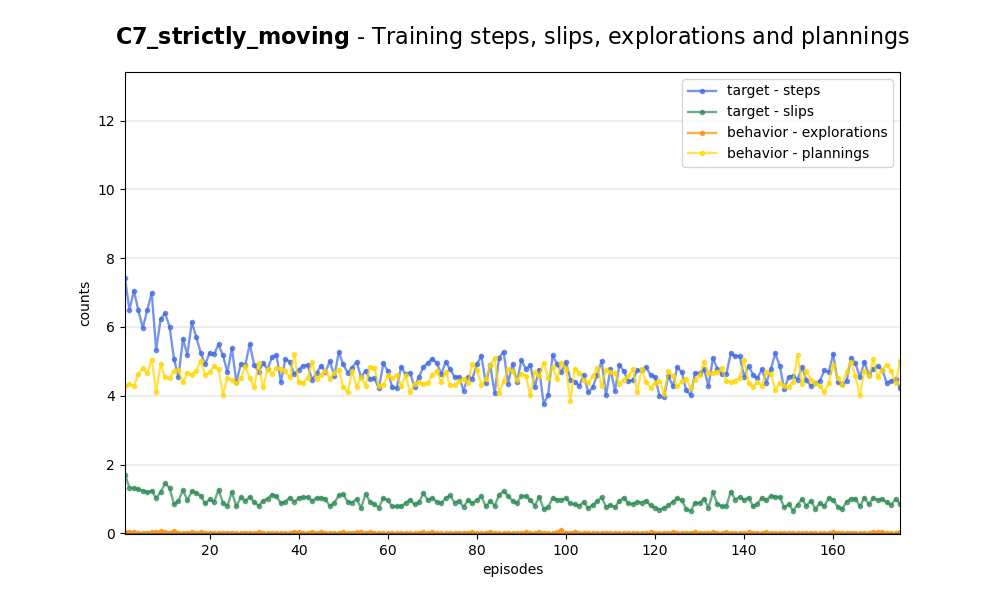 C7_strictly_moving - Training steps, slips, explorations and plannings
target - steps
target - slips
behavior - explorations
behavior - plannings
counts
12
10
8
6
4
2
0
20 40 60 80 100 120 140 160
episodes